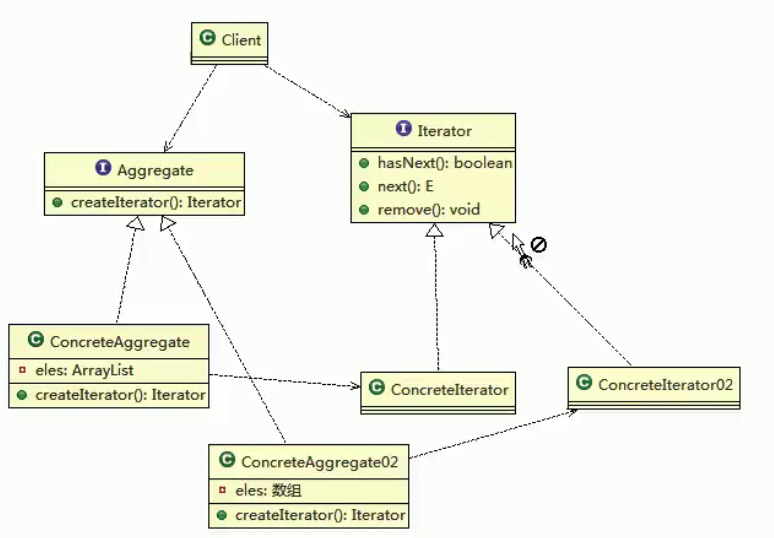 C Client
I Iterator
hasNext(): boolean
next(): E
remove(): void
I Aggregate
createIterator(): Iterator
C ConcreteAggregate
eles: ArrayList
createIterator(): Iterator
C ConcreteIterator
C ConcreteIterator02
C ConcreteAggregate02
eles: 数组
createIterator(): Iterator